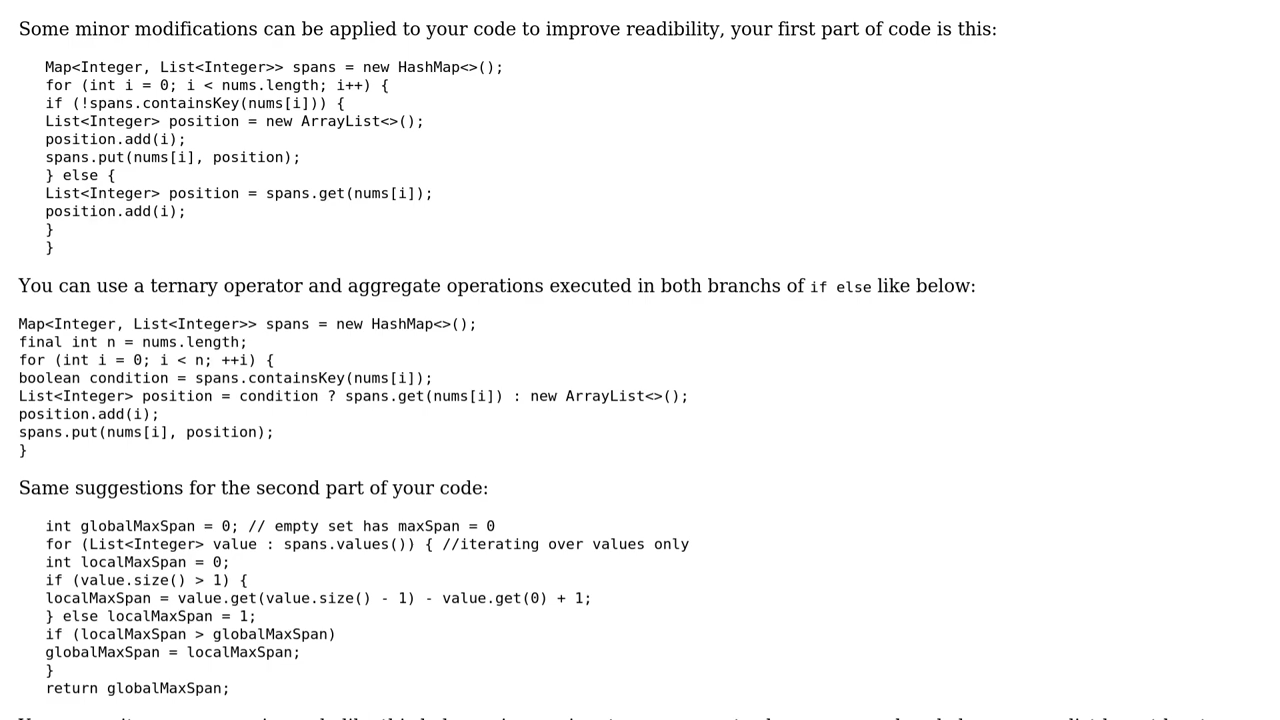 Some minor modifications can be applied to your code to improve readibility, your first part of code is this:
Map<Integer, List<Integer>> spans = new HashMap<>();
for (int i = 0; i < nums.length; i++) {
if (!spans.containsKey(nums[i])) {
List<Integer> position = new ArrayList<>();
position.add(i);
spans.put(nums[i], position);
} else {
List<Integer> position = spans.get(nums[i]);
position.add(i);
}
}
You can use a ternary operator and aggregate operations executed in both branchs of if else like below:
Map<Integer, List<Integer>> spans = new HashMap<>();
final int n = nums.length;
for (int i = 0; i < n; ++i) {
boolean condition = spans.containsKey(nums[i]);
List<Integer> position = condition ? spans.get(nums[i]) : new ArrayList<>();
position.add(i);
spans.put(nums[i], position);
}
Same suggestions for the second part of your code:
int globalMaxSpan = 0; // empty set has maxSpan = 0
for (List<Integer> value : spans.values()) { //iterating over values only
int localMaxSpan = 0;
if (value.size() > 1) {
localMaxSpan = value.get(value.size() - 1) - value.get(0) + 1;
} else localMaxSpan = 1;
if (localMaxSpan > globalMaxSpan)
globalMaxSpan = localMaxSpan;
}
return globalMaxSpan;